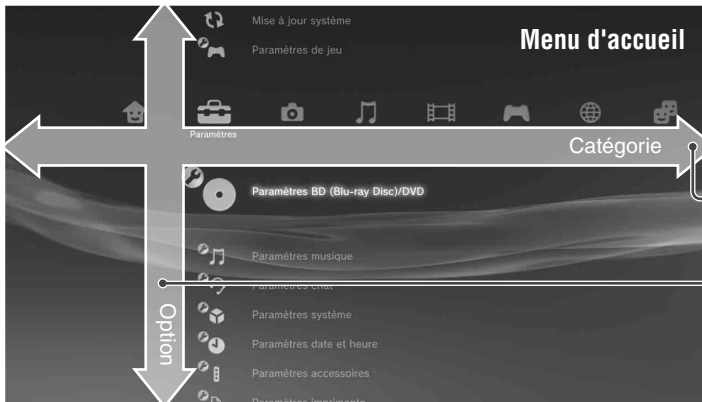 Mise à jour système
Paramètres de jeu
Menu d'accueil
Paramètres
Catégorie
Paramètres BD (Blu-ray Disc)/DVD
Paramètres musique
Paramètres chat
Option
Paramètres système
Paramètres date et heure
Paramètres accessoires
Paramètres imprimante